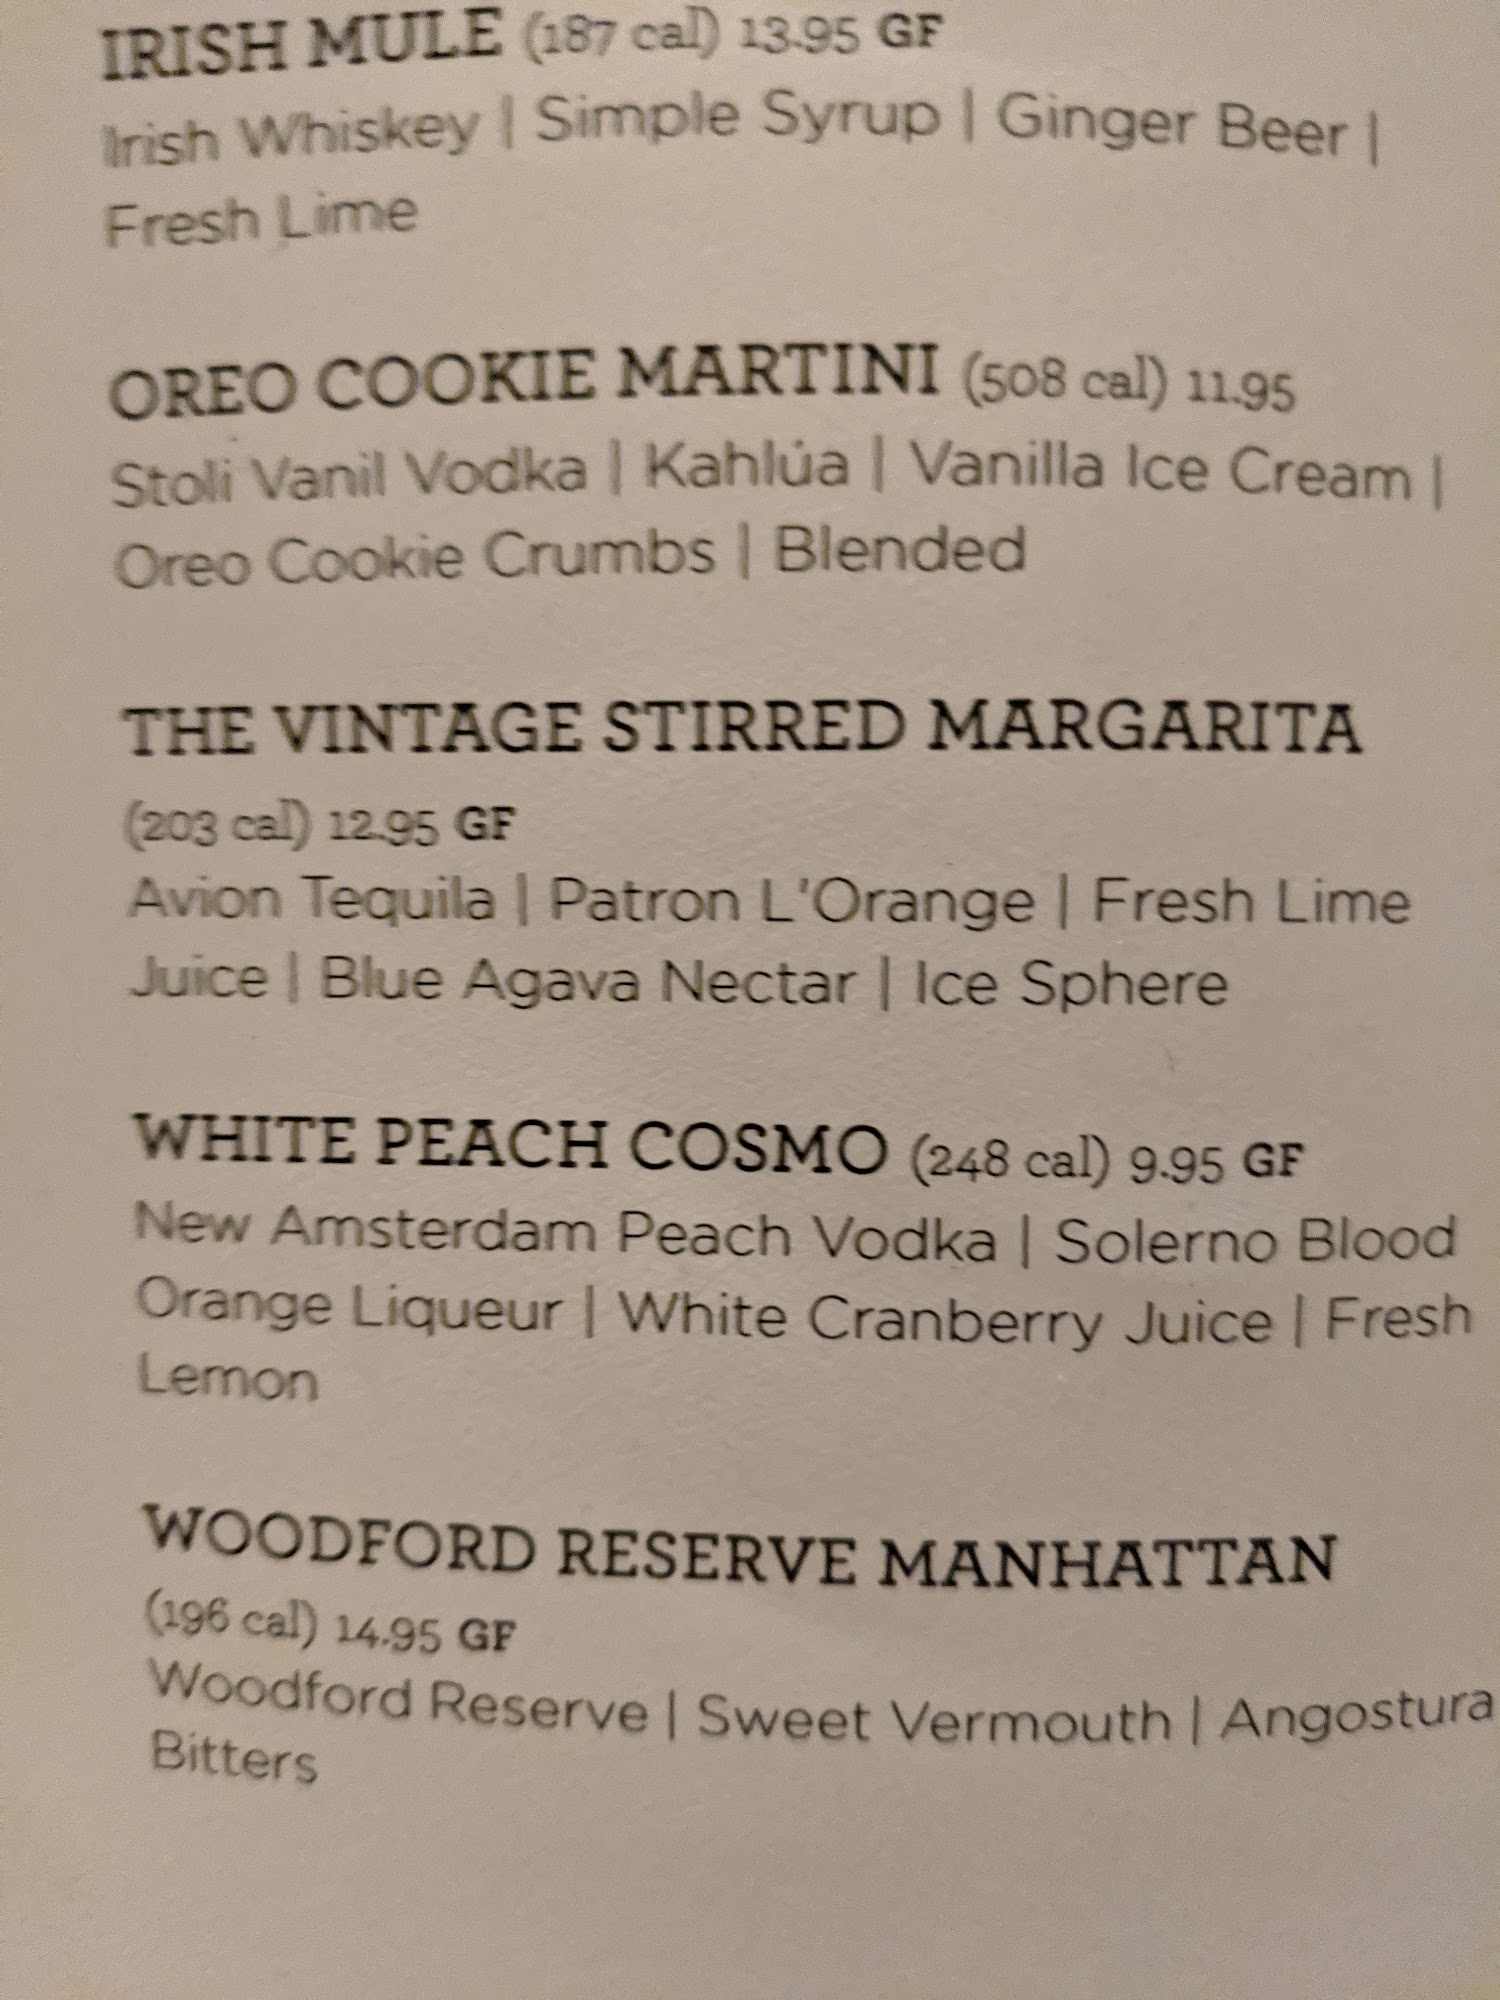 IRISH MULE (187 cal) 13.95 GF
Irish Whiskey | Simple Syrup | Ginger Beer |
Fresh Lime
OREO COOKIE MARTINI (508 cal) 11.95
Stoli Vanil Vodka | Kahlúa | Vanilla Ice Cream |
Oreo Cookie Crumbs | Blended
THE VINTAGE STIRRED MARGARITA
(203 cal) 12.95 GF
Avion Tequila | Patron L'Orange | Fresh Lime
Juice | Blue Agava Nectar | Ice Sphere
WHITE PEACH COSMO (248 cal) 9.95 GF
New Amsterdam Peach Vodka | Solerno Blood
Orange Liqueur | White Cranberry Juice | Fresh
Lemon
WOODFORD RESERVE MANHATTAN
(196 cal) 14.95 GF
Woodford Reserve | Sweet Vermouth | Angostura
Bitters